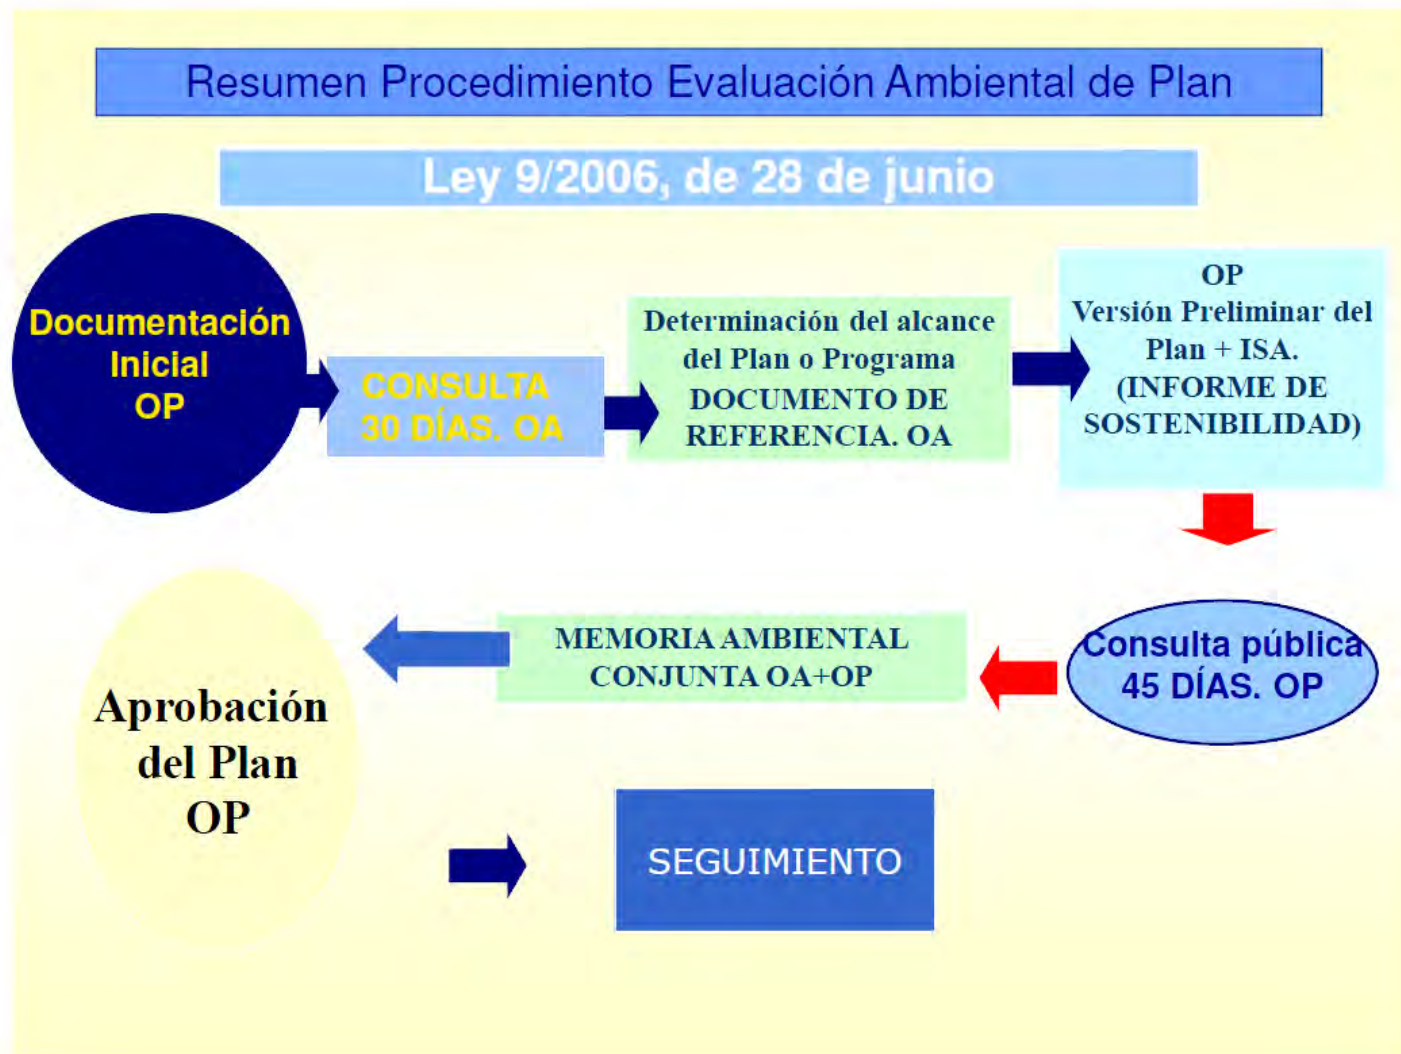 Resumen Procedimiento Evaluación Ambiental de Plan
Ley 9/2006, de 28 de junio
Documentación
Inicial
OP
CONSULTA
30 DÍAS. OA
Determinación del alcance
del Plan o Programa
DOCUMENTO DE
REFERENCIA. OA
OP
Versión Preliminar del
Plan + ISA.
(INFORME DE
SOSTENIBILIDAD)
Consulta pública
45 DÍAS. OP
MEMORIA AMBIENTAL
CONJUNTA OA+OP
Aprobación
del Plan
OP
SEGUIMIENTO